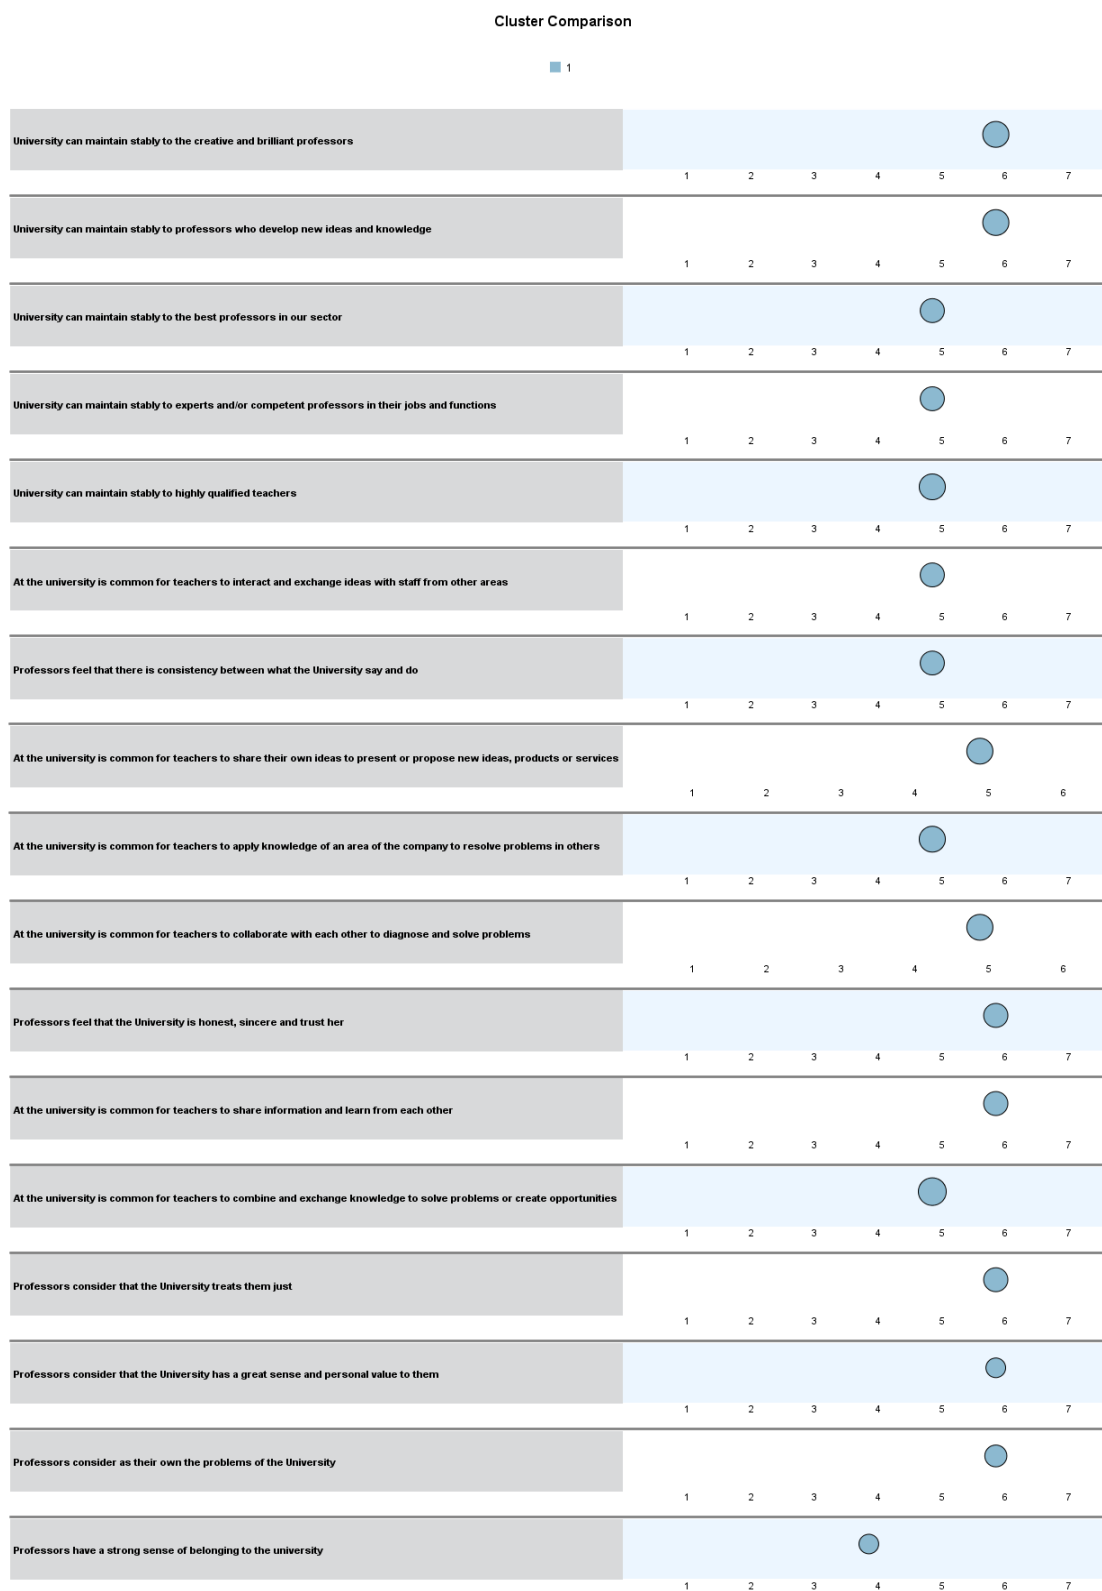 Cluster Comparison
1
University can maintain stably to the creative and brilliant professors
1 2 3 4 5 6 7
University can maintain stably to professors who develop new ideas and knowledge
1 2 3 4 5 6 7
University can maintain stably to the best professors in our sector
1 2 3 4 5 6 7
University can maintain stably to experts and/or competent professors in their jobs and functions
1 2 3 4 5 6 7
University can maintain stably to highly qualified teachers
1 2 3 4 5 6 7
At the university is common for teachers to interact and exchange ideas with staff from other areas
1 2 3 4 5 6 7
Professors feel that there is consistency between what the University say and do
1 2 3 4 5 6 7
At the university is common for teachers to share their own ideas to present or propose new ideas, products or services
1 2 3 4 5 6
At the university is common for teachers to apply knowledge of an area of the company to resolve problems in others
1 2 3 4 5 6 7
At the university is common for teachers to collaborate with each other to diagnose and solve problems
1 2 3 4 5 6
Professors feel that the University is honest, sincere and trust her
1 2 3 4 5 6 7
At the university is common for teachers to share information and learn from each other
1 2 3 4 5 6 7
At the university is common for teachers to combine and exchange knowledge to solve problems or create opportunities
1 2 3 4 5 6 7
Professors consider that the University treats them just
1 2 3 4 5 6 7
Professors consider that the University has a great sense and personal value to them
1 2 3 4 5 6 7
Professors consider as their own the problems of the University
1 2 3 4 5 6 7
Professors have a strong sense of belonging to the university
1 2 3 4 5 6 7